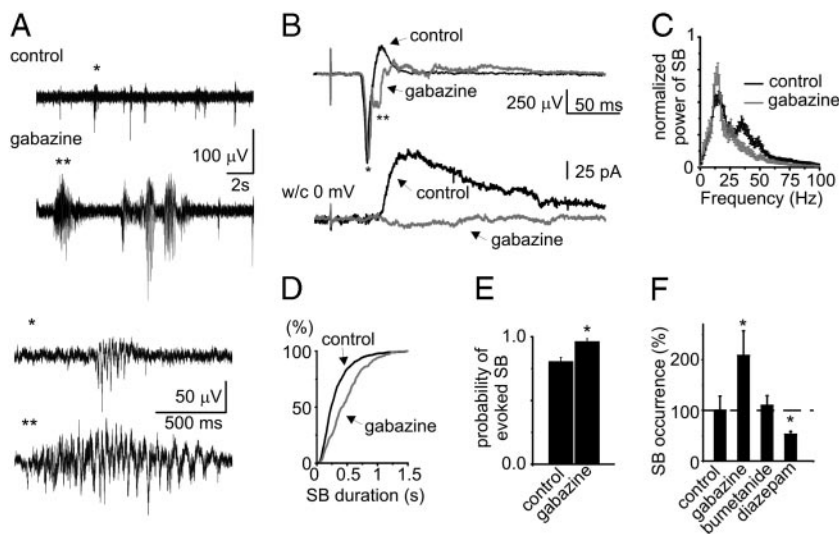 A
control
*
gabazine
**
100 μV
2s
*
50 μV
500 ms
**
B
control
gabazine
**
250 μV
50 ms
*
25 pA
w/c 0 mV
control
gabazine
C
normalized
power of SB
1
0
control
gabazine
0 25 50 75 100
Frequency (Hz)
D
(%)
control
100
50
0
gabazine
0 0.5 1.0 1.5
SB duration (s)
E
probability of
evoked SB
1.0
0.0
*
control
gabazine
F
SB occurrence (%)
200
100
0
*
*
control
gabazine
bumetanide
diazepam